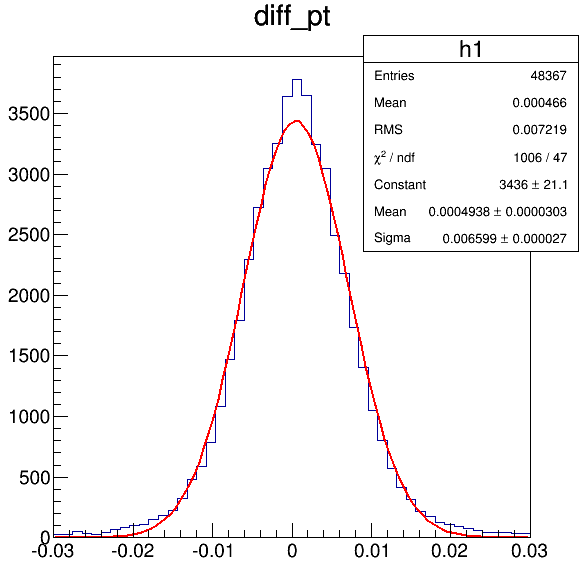 diff_pt
h1
Entries 48367
Mean 0.000466
RMS 0.007219
χ² / ndf 1006 / 47
Constant 3436 ± 21.1
Mean 0.0004938 ± 0.0000303
Sigma 0.006599 ± 0.000027
3500
3000
2500
2000
1500
1000
500
0
-0.03 -0.02 -0.01 0 0.01 0.02 0.03